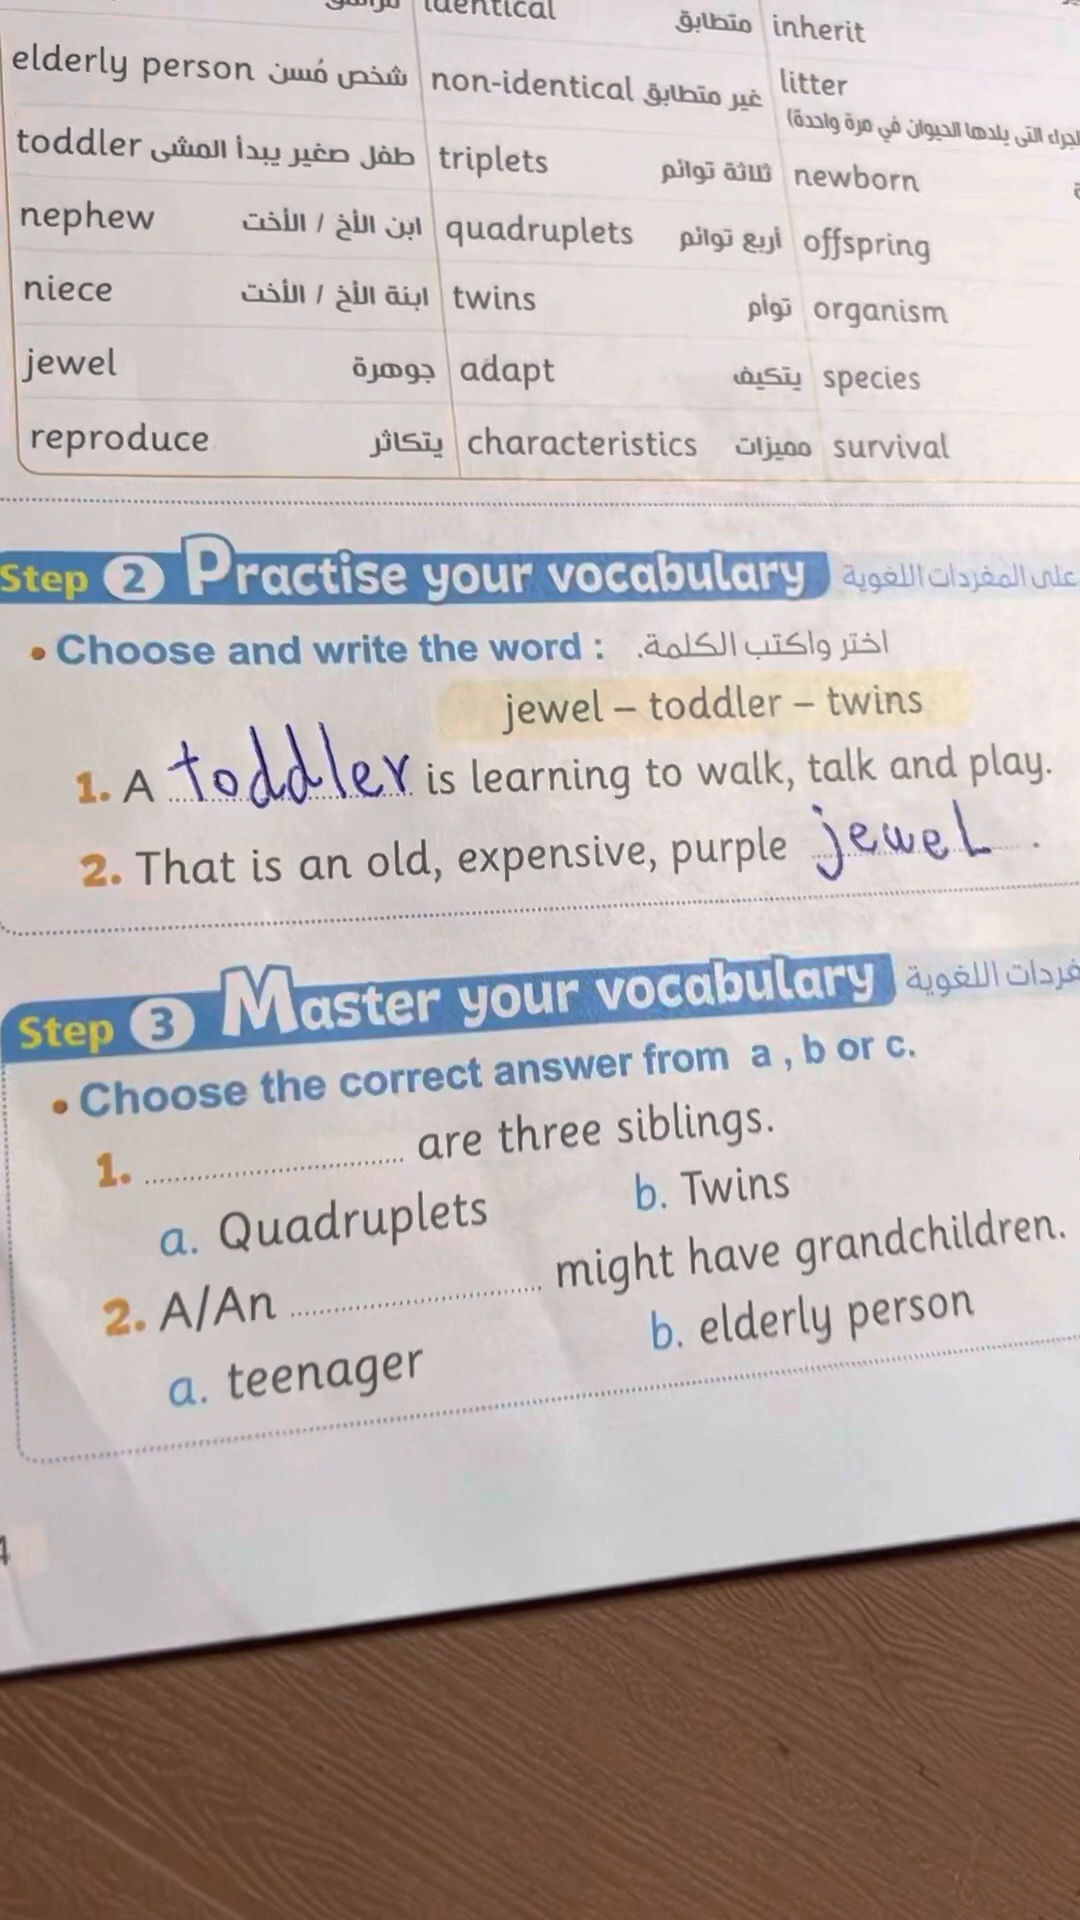 identical متطابق inherit
elderly person شخص مُسن non-identical غير متطابق litter
toddler طفل صغير يبدأ المشى triplets ثلاثة توائم newborn
nephew ابن الأخ / الأخت quadruplets أربع توائم offspring
niece ابنة الأخ / الأخت twins توأم organism
jewel جوهرة adapt يتكيف species
reproduce يتكاثر characteristics مميزات survival
Step 2 Practise your vocabulary على المفردات اللغوية
• Choose and write the word : اختر واكتب الكلمة.
jewel – toddler – twins
1. A toddler is learning to walk, talk and play.
2. That is an old, expensive, purple jewel .
Step 3 Master your vocabulary اللغوية
• Choose the correct answer from a , b or c.
1. .................... are three siblings.
a. Quadruplets b. Twins
2. A/An .................... might have grandchildren.
a. teenager b. elderly person